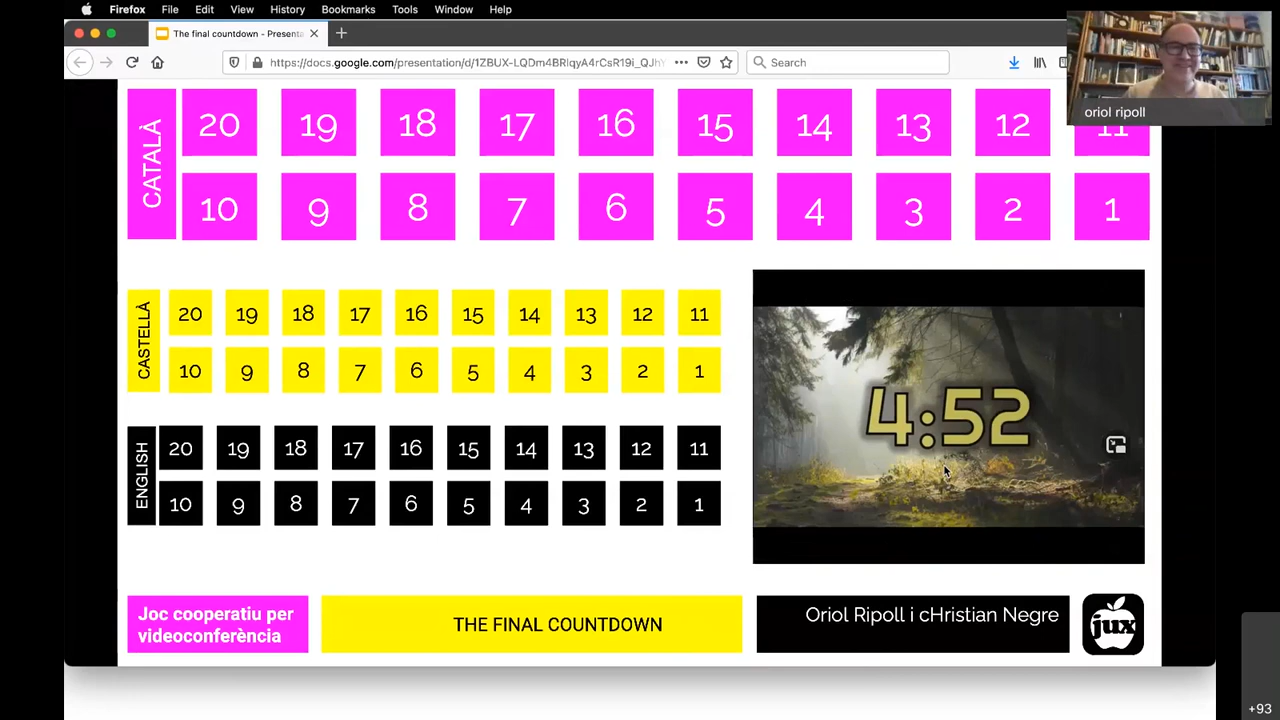 Firefox File Edit View History Bookmarks Tools Window Help
The final countdown - Presenta
https://docs.google.com/presentation/d/1ZBUX-LQDm4BRlqyA4rCsR19i_QJhY
Search
oriol ripoll
CATALÀ
20 19 18 17 16 15 14 13 12 11
10 9 8 7 6 5 4 3 2 1
CASTELLÀ
20 19 18 17 16 15 14 13 12 11
10 9 8 7 6 5 4 3 2 1
4:52
ENGLISH
20 19 18 17 16 15 14 13 12 11
10 9 8 7 6 5 4 3 2 1
Joc cooperatiu per
videoconferència
THE FINAL COUNTDOWN
Oriol Ripoll i cHristian Negre
jux
+93